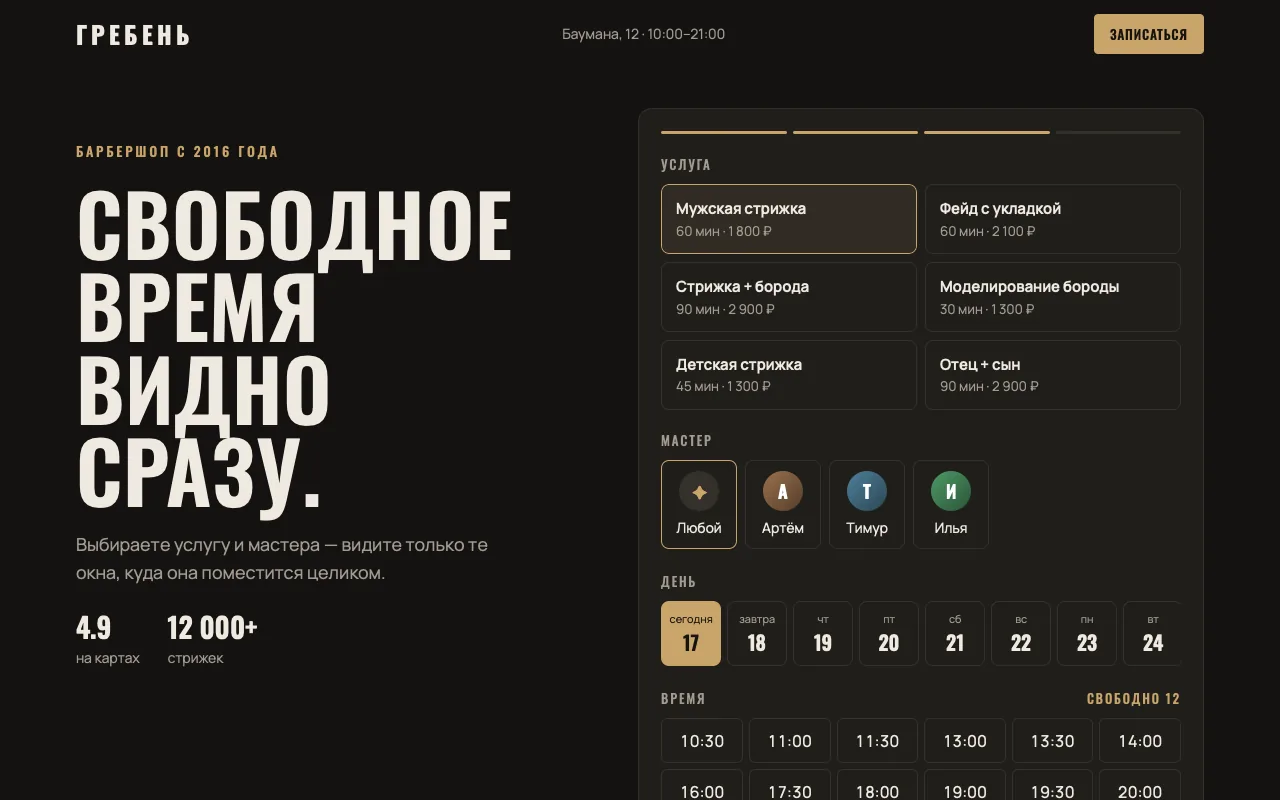 ГРЕБЕНЬ
Баумана, 12 · 10:00–21:00
ЗАПИСАТЬСЯ
БАРБЕРШОП С 2016 ГОДА
СВОБОДНОЕ
ВРЕМЯ
ВИДНО
СРАЗУ.
Выбираете услугу и мастера — видите только те
окна, куда она поместится целиком.
4.9
на картах
12 000+
стрижек
УСЛУГА
Мужская стрижка
60 мин · 1 800 ₽
Фейд с укладкой
60 мин · 2 100 ₽
Стрижка + борода
90 мин · 2 900 ₽
Моделирование бороды
30 мин · 1 300 ₽
Детская стрижка
45 мин · 1 300 ₽
Отец + сын
90 мин · 2 900 ₽
МАСТЕР
Любой
А
Артём
Т
Тимур
И
Илья
ДЕНЬ
сегодня
17
завтра
18
чт
19
пт
20
сб
21
вс
22
пн
23
вт
24
ВРЕМЯ
СВОБОДНО 12
10:30 11:00 11:30 13:00 13:30 14:00
16:00 17:30 18:00 19:00 19:30 20:00